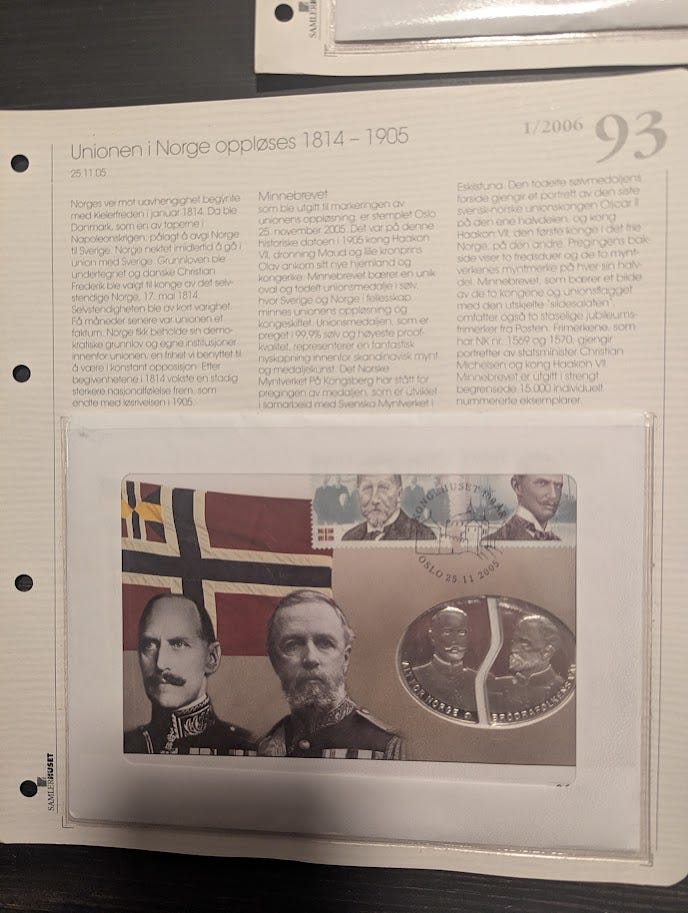 SAMLER
1/2006 93
Unionen i Norge oppløses 1814 – 1905
25.11.05
Norges vei mot uavhengighet begynte
med Kielerfreden i januar 1814. Da ble
Danmark, som en av taperne i
Napoleonskrigen, pålagt å avgi Norge
til Sverige. Norge nektet imidlertid å gå i
union med Sverige. Grunnloven ble
undertegnet og danske Christian
Frederik ble valgt til konge av det selv-
stendige Norge, 17. mai 1814.
Selvstendigheten ble av kort varighet.
Få måneder senere var unionen et
faktum. Norge fikk beholde sin demo-
kratiske grunnlov og egne institusjoner
innenfor unionen, en frihet vi benyttet til
å være i konstant opposisjon. Etter
begivenhetene i 1814 vokste en stadig
sterkere nasjonalfølelse frem, som
endte med løsrivelsen i 1905.
Minnebrevet
som ble utgitt til markeringen av
unionens oppløsning, er stemplet Oslo
25. november 2005. Det var på denne
historiske datoen i 1905 kong Haakon
VII, dronning Maud og lille kronprins
Olav ankom sitt nye hjemland og
kongerike. Minnebrevet bærer en unik
oval og todelt unionsmedalje i sølv,
hvor Sverige og Norge i fellesskap
minnes unionens oppløsning og
kongeskiftet. Unionsmedaljen, som er
preget i 99,9% sølv og høyeste proof-
kvalitet, representerer en fantastisk
nyskapning innenfor skandinavisk mynt
og medaljekunst. Det Norske
Myntverket På Kongsberg har stått for
pregingen av medaljen, som er utviklet
i samarbeid med Svenska Myntverket i
Eskilstuna. Den todelte sølvmedaljens
forside gjengir et portrett av den siste
svensk-norske unionskongen Oscar II
på den ene halvdelen, og kong
Haakon VII, den første konge i det frie
Norge, på den andre. Pregingens bak-
side viser to fredsduer og de to mynt-
verkenes myntmerke på hver sin halv-
del. Minnebrevet, som bærer et bilde
av de to kongene og unionsflagget
med den utskjelte "sildesalaten",
omfatter også to staselige jubileums-
frimerker fra Posten. Frimerkene, som
har NK nr. 1569 og 1570, gjengir
portretter av statsminister Christian
Michelsen og kong Haakon VII.
Minnebrevet er utgitt i strengt
begrensede 15.000 individuelt
nummererte eksemplarer.
OSLO 25.11.2005
ALT FOR NORGE
BRÖDRAFOLKENS VÄL
SAMLERHUSET